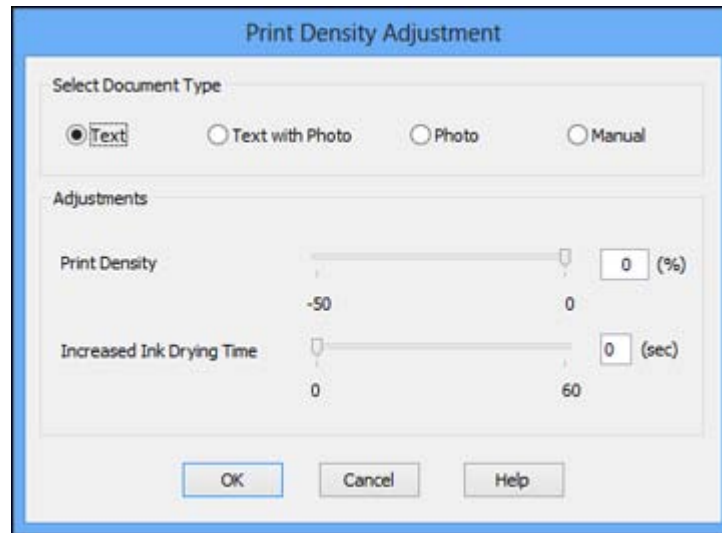 Print Density Adjustment
Select Document Type
Text Text with Photo Photo Manual
Adjustments
Print Density 0 (%)
-50 0
Increased Ink Drying Time 0 (sec)
0 60
OK Cancel Help